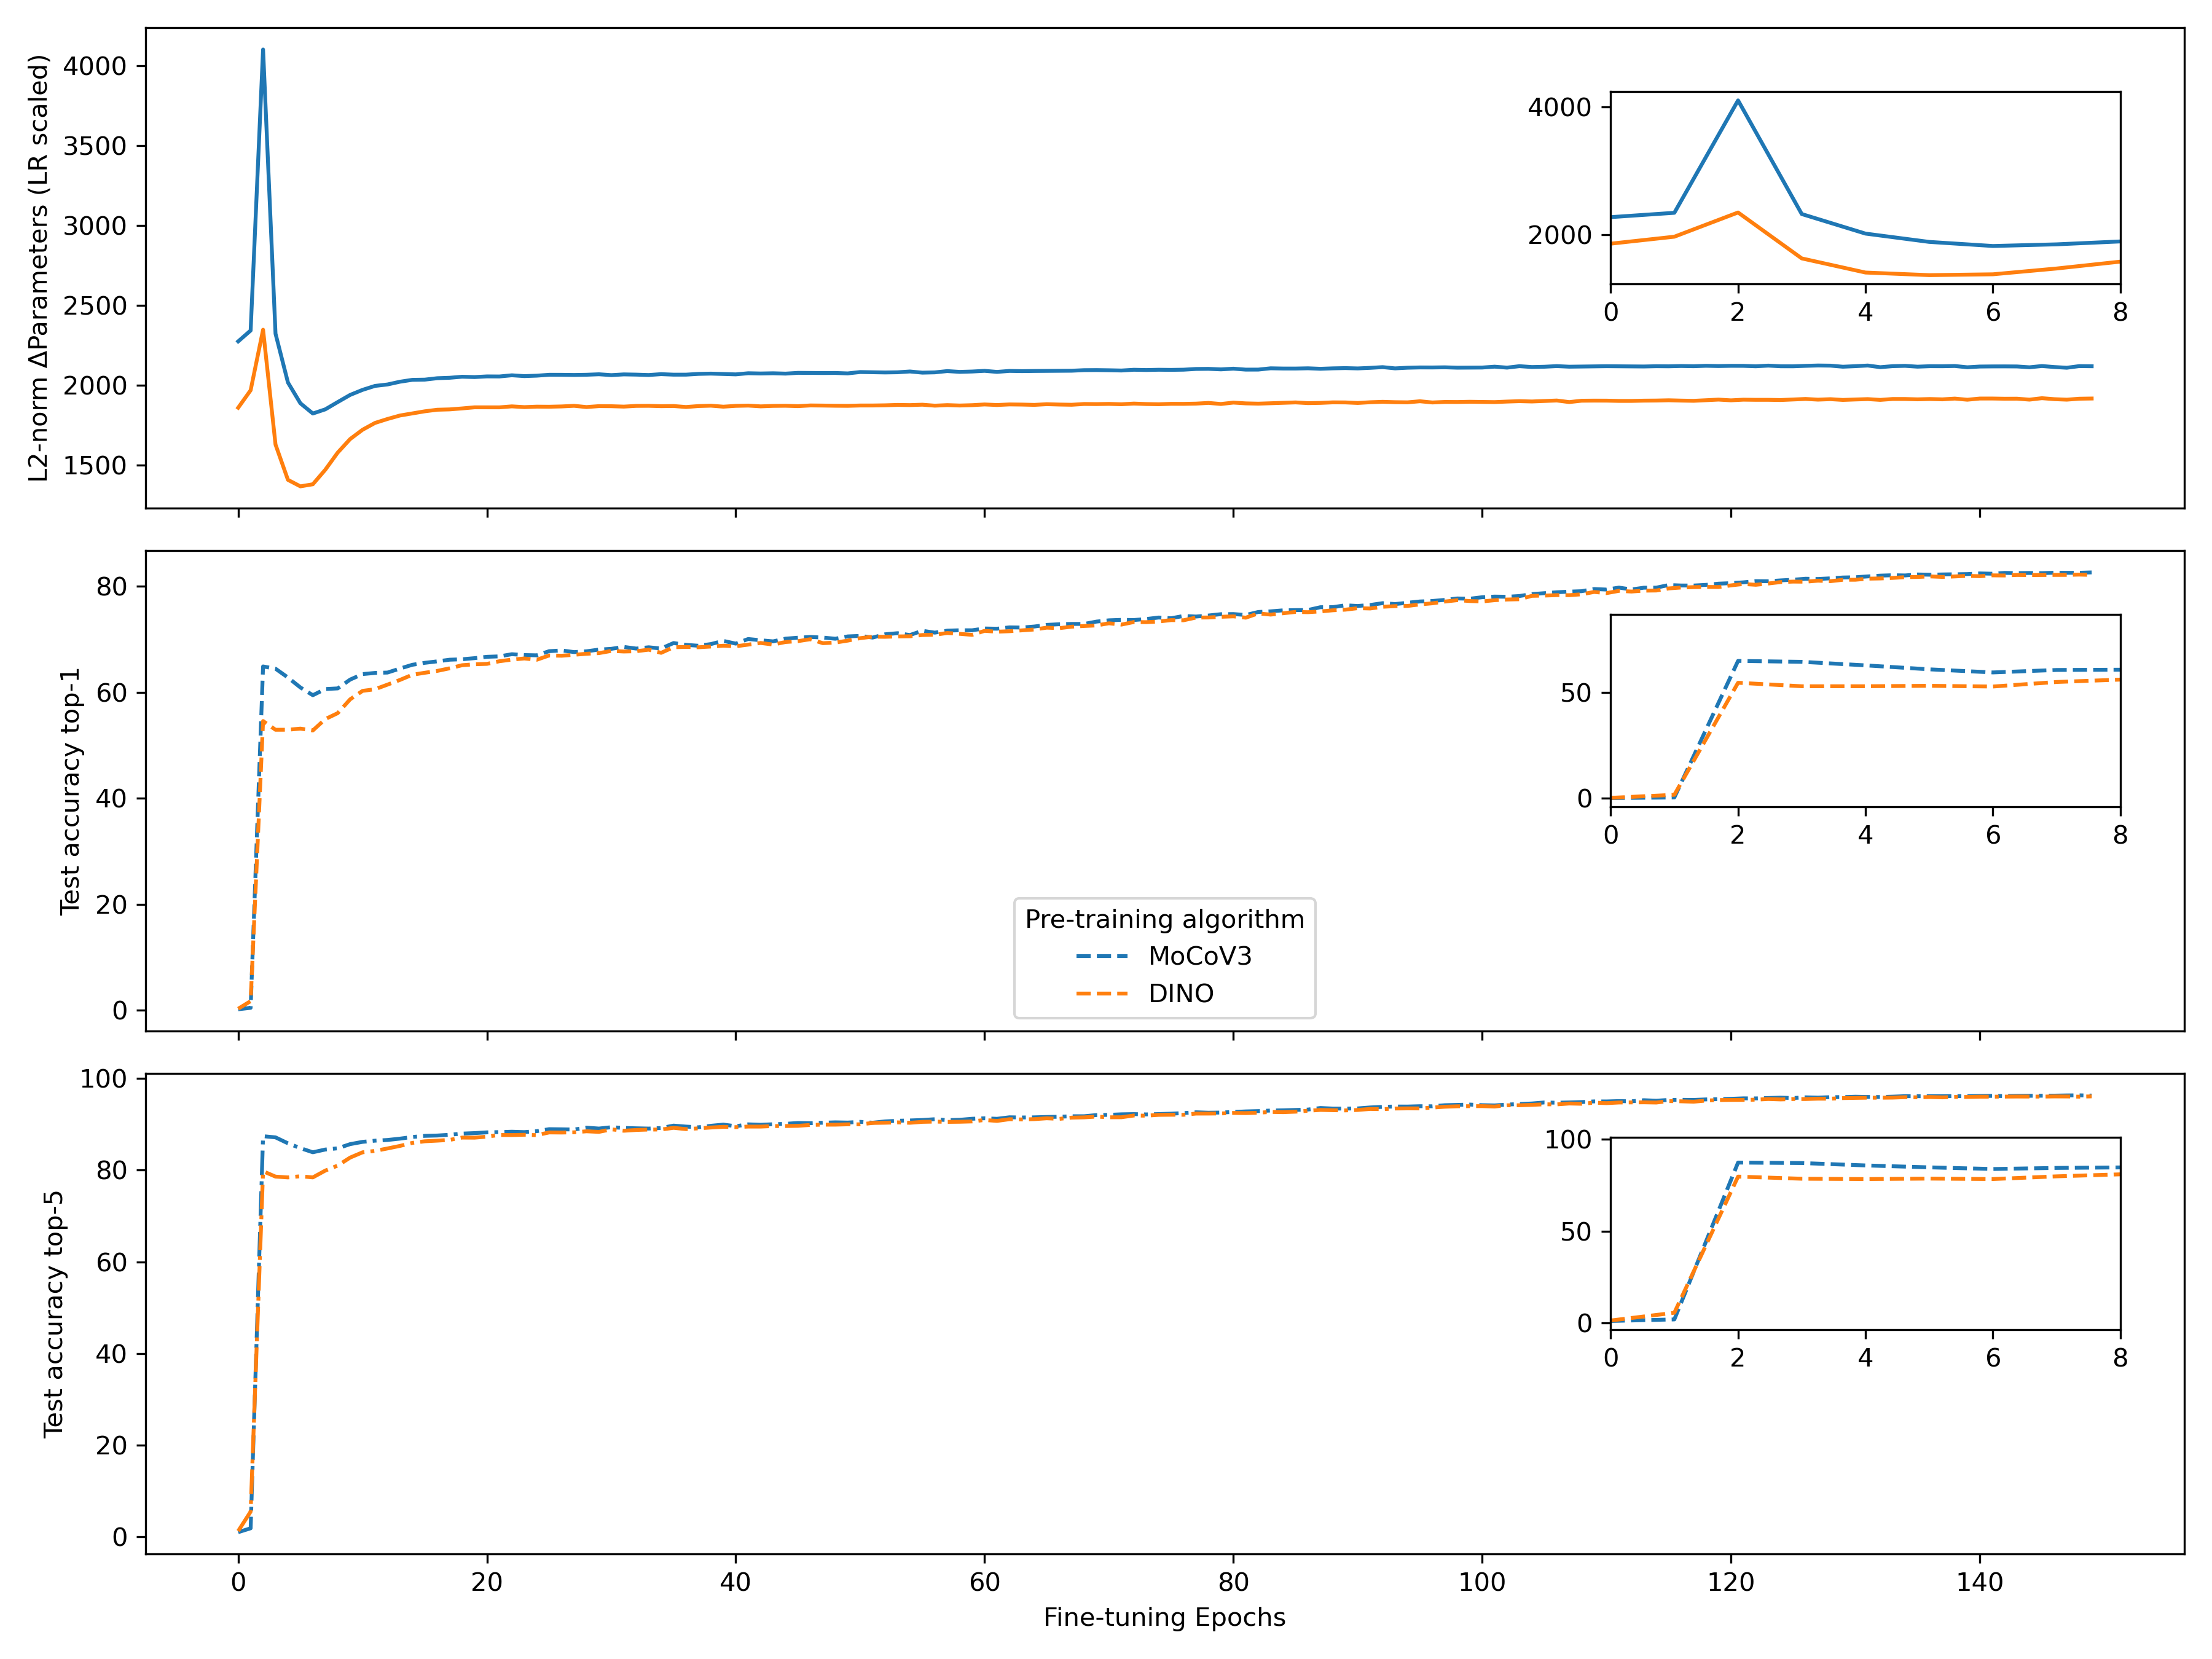 L2-norm ΔParameters (LR scaled)
4000
3500
3000
2500
2000
1500
4000
2000
0 2 4 6 8
Test accuracy top-1
80
60
40
20
0
50
0
0 2 4 6 8
Pre-training algorithm
MoCoV3
DINO
Test accuracy top-5
100
80
60
40
20
0
100
50
0
0 2 4 6 8
0 20 40 60 80 100 120 140
Fine-tuning Epochs